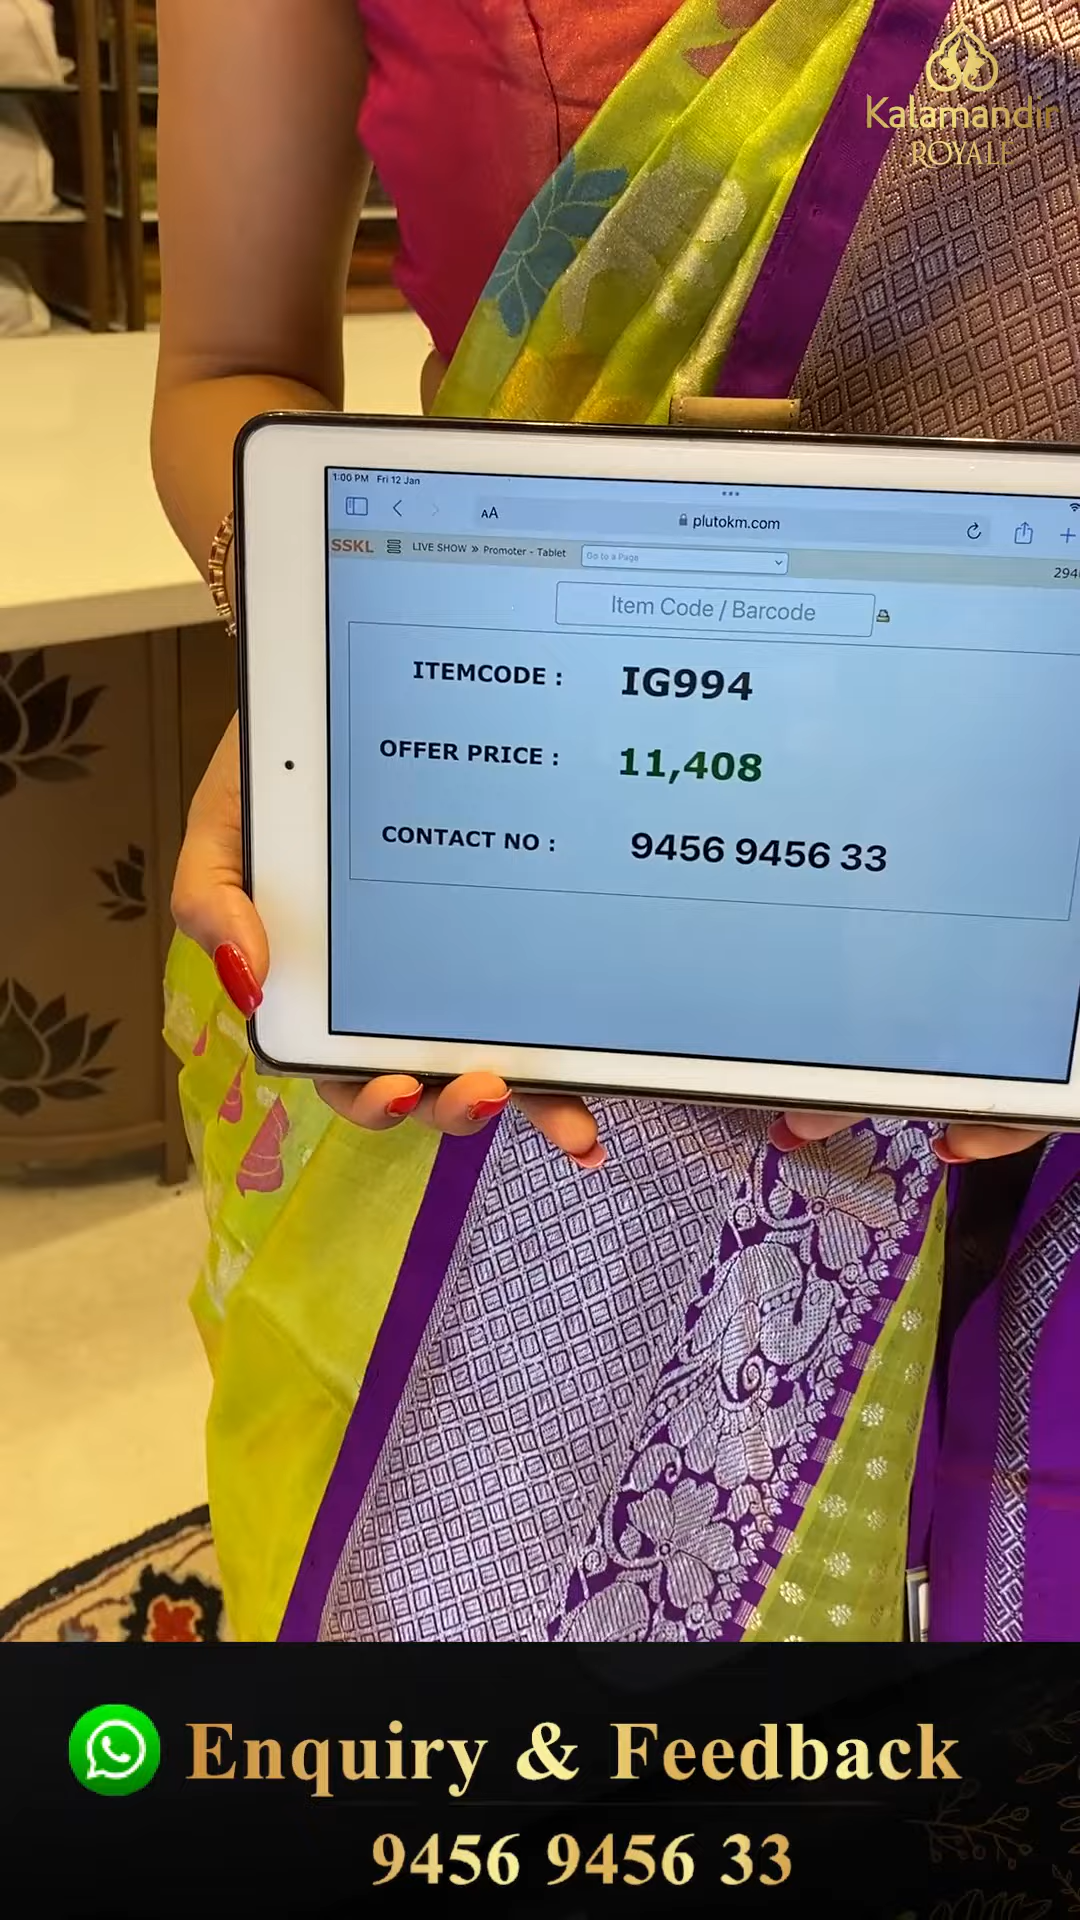 Kalamandir
ROYALE
1:00 PM Fri 12 Jan
AA
plutokm.com
SSKL
LIVE SHOW » Promoter - Tablet
Go to a Page
Item Code / Barcode
ITEMCODE : IG994
OFFER PRICE : 11,408
CONTACT NO : 9456 9456 33
Enquiry & Feedback
9456 9456 33